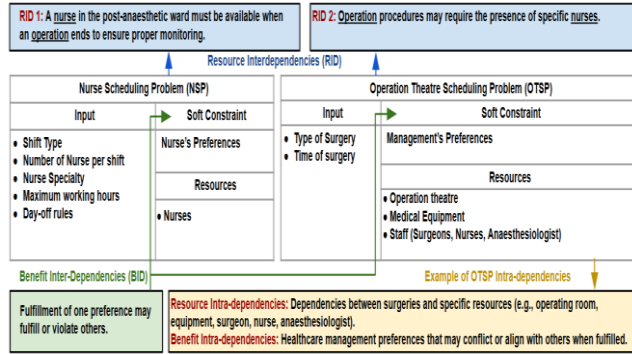 RID 1: A nurse in the post-anaesthetic ward must be available when
an operation ends to ensure proper monitoring.
RID 2: Operation procedures may require the presence of specific nurses.
Resource Interdependencies (RID)
Nurse Scheduling Problem (NSP)
Input
Soft Constraint
• Shift Type
• Number of Nurse per shift
• Nurse Specialty
• Maximum working hours
• Day-off rules
Nurse's Preferences
Resources
• Nurses
Operation Theatre Scheduling Problem (OTSP)
Input
Soft Constraint
• Type of Surgery
• Time of surgery
Management's Preferences
Resources
• Operation theatre
• Medical Equipment
• Staff (Surgeons, Nurses, Anaesthesiologist)
Benefit Inter-Dependencies (BID)
Example of OTSP Intra-dependencies
Fulfillment of one preference may
fulfill or violate others.
Resource Intra-dependencies: Dependencies between surgeries and specific resources (e.g., operating room,
equipment, surgeon, nurse, anaesthesiologist).
Benefit Intra-dependencies: Healthcare management preferences that may conflict or align with others when fulfilled.